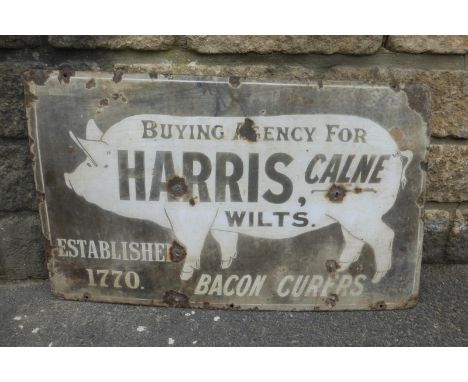 BUYING AGENCY FOR
HARRIS, CALNE
WILTS.
ESTABLISHED
1770.
BACON CURERS